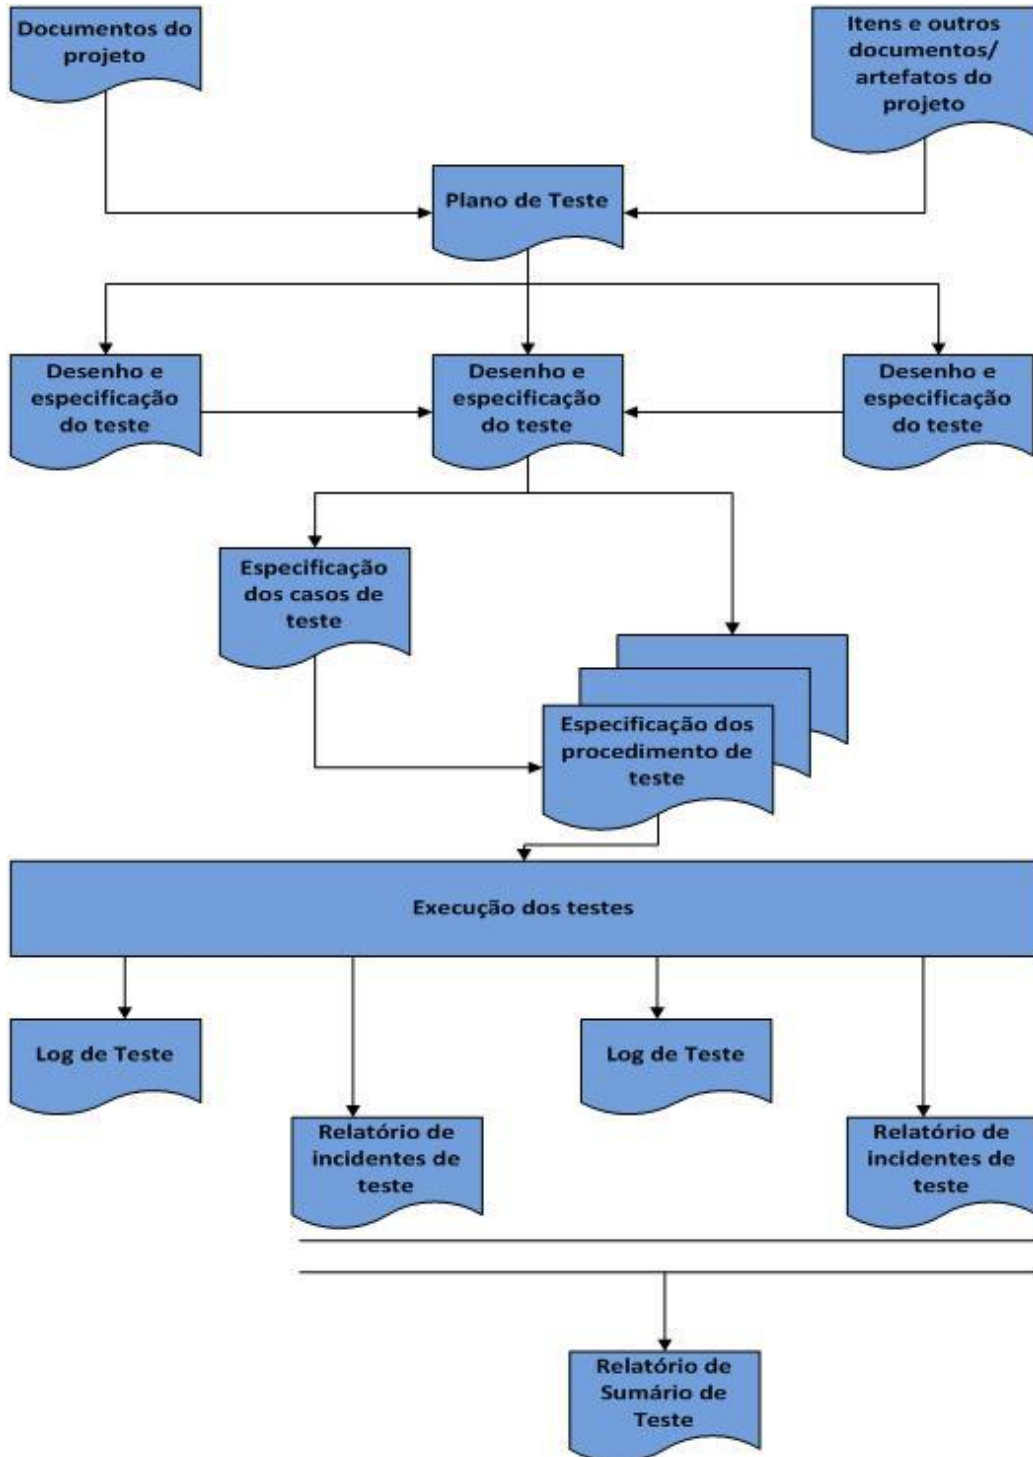 Documentos do
projeto
Itens e outros
documentos/
artefatos do
projeto
Plano de Teste
Desenho e
especificação
do teste
Desenho e
especificação
do teste
Desenho e
especificação
do teste
Especificação
dos casos de
teste
Especificação dos
procedimento de
teste
Execução dos testes
Log de Teste
Log de Teste
Relatório de
incidentes de
teste
Relatório de
incidentes de
teste
Relatório de
Sumário de
Teste